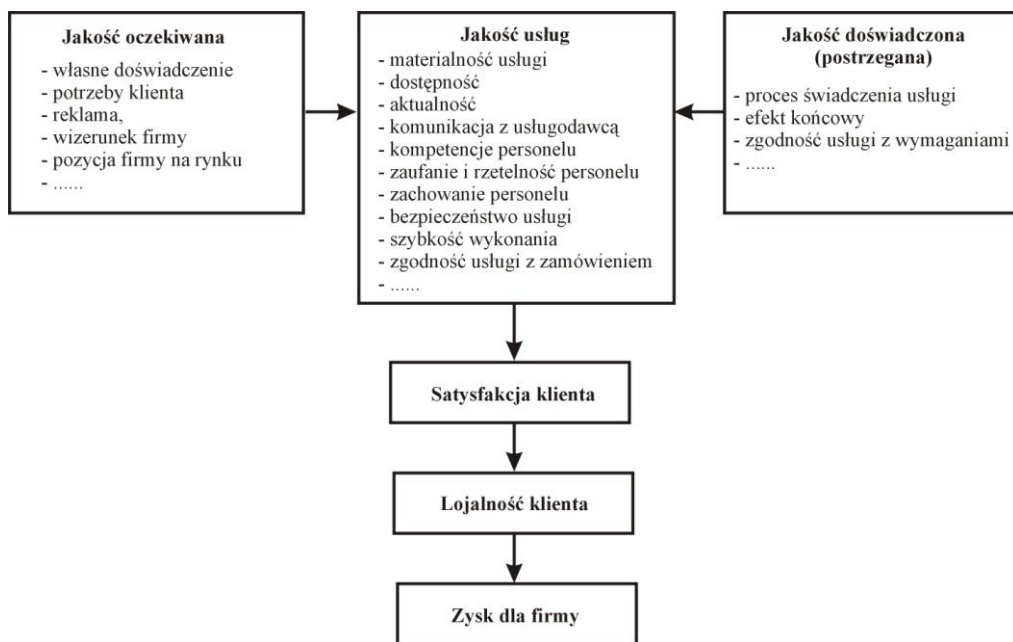 Jakość oczekiwana
- własne doświadczenie
- potrzeby klienta
- reklama,
- wizerunek firmy
- pozycja firmy na rynku
- ......
Jakość usług
- materialność usługi
- dostępność
- aktualność
- komunikacja z usługodawcą
- kompetencje personelu
- zaufanie i rzetelność personelu
- zachowanie personelu
- bezpieczeństwo usługi
- szybkość wykonania
- zgodność usługi z zamówieniem
- ......
Jakość doświadczona
(postrzegana)
- proces świadczenia usługi
- efekt końcowy
- zgodność usługi z wymaganiami
- ......
Satysfakcja klienta
Lojalność klienta
Zysk dla firmy